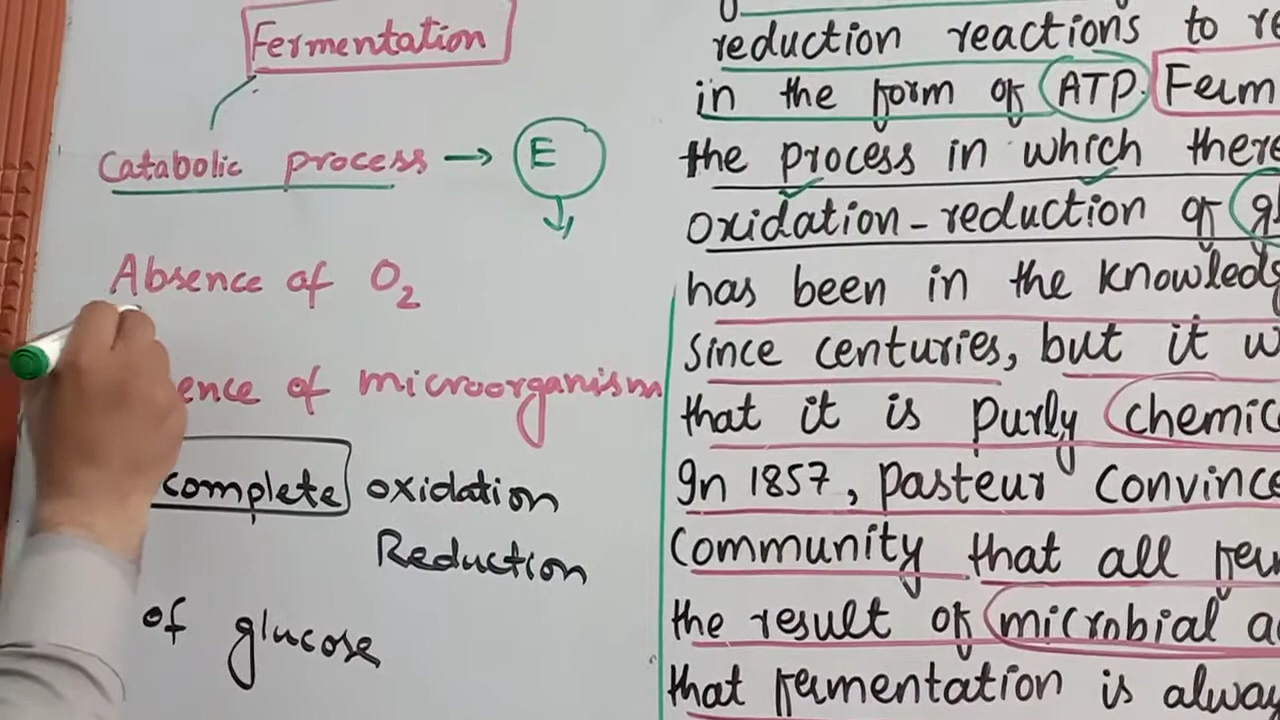 Fermentation
Catabolic process → E
Absence of O2
ence of microorganism
complete oxidation
Reduction
of glucose
reduction reactions to re
in the form of ATP. Ferm
the process in which there
oxidation-reduction of g
has been in the knowledg
since centuries, but it w
that it is purly chemic
In 1857, Pasteur convince
community that all fer
the result of microbial a
that fermentation is alway